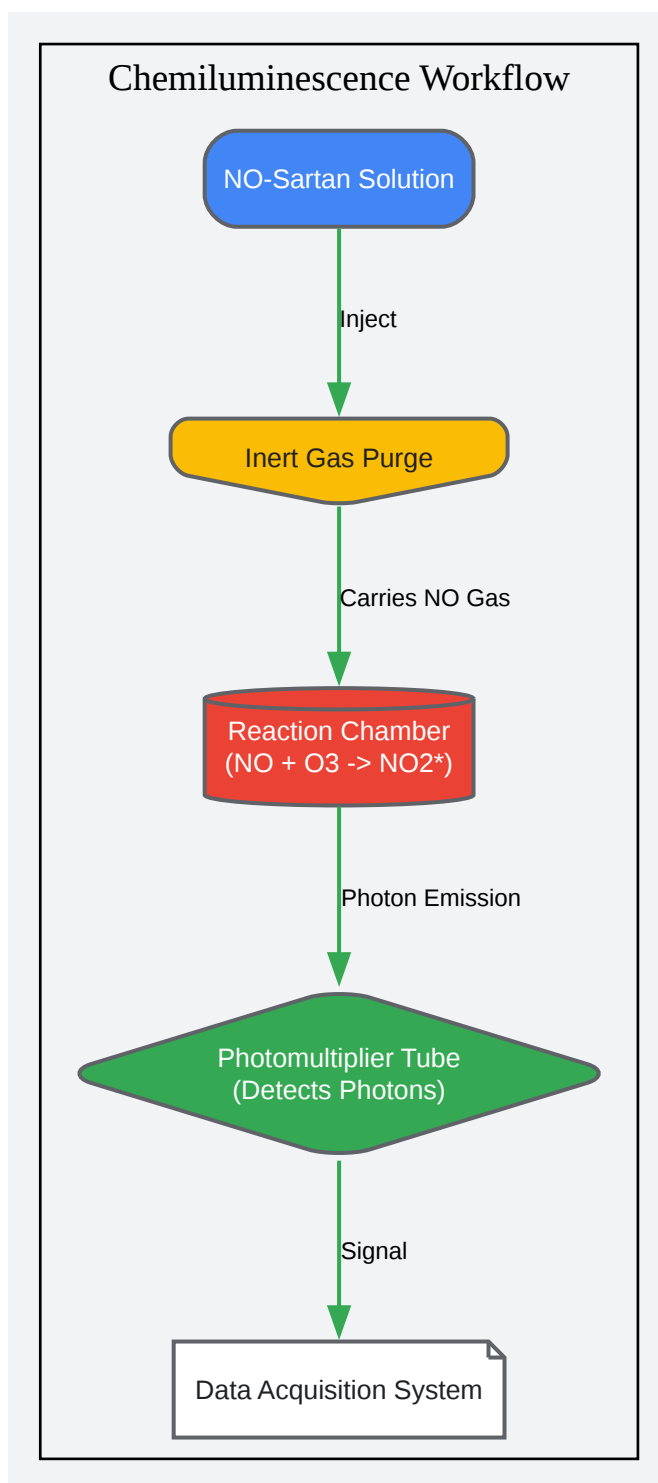 Chemiluminescence Workflow
NO-Sartan Solution
Inject
Inert Gas Purge
Carries NO Gas
Reaction Chamber
(NO + O3 -> NO2*)
Photon Emission
Photomultiplier Tube
(Detects Photons)
Signal
Data Acquisition System